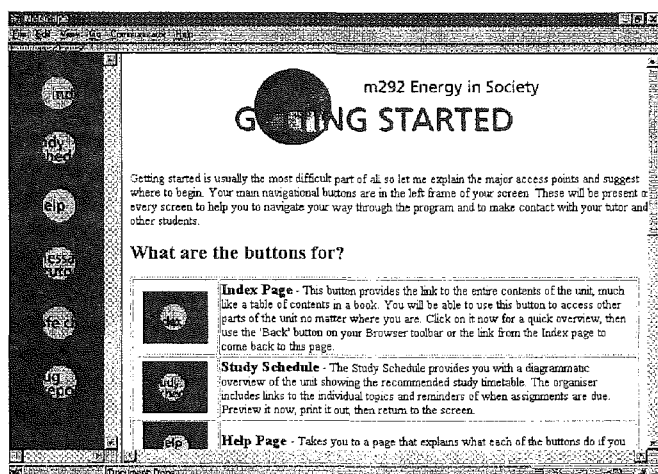 Netscape
File Edit View Go Communicator Help
m292 Energy in Society
GETTING STARTED
Getting started is usually the most difficult part of all so let me explain the major access points and suggest
where to begin. Your main navigational buttons are in the left frame of your screen. These will be present o
every screen to help you to navigate your way through the program and to make contact with your tutor and
other students.
What are the buttons for?
Index Page - This button provides the link to the entire contents of the unit, much
like a table of contents in a book. You will be able to use this button to access other
parts of the unit no matter where you are. Click on it now for a quick overview, then
use the 'Back' button on your Browser toolbar or the link from the Index page to
come back to this page.
Study Schedule - The Study Schedule provides you with a diagrammatic
overview of the unit showing the recommended study timetable. The organiser
includes links to the individual topics and reminders of when assignments are due.
Preview it now, print it out, then return to the screen.
Help Page - Takes you to a page that explains what each of the buttons do if you